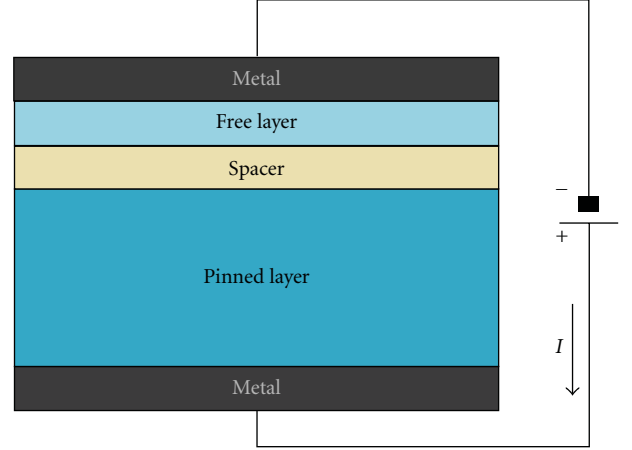 Metal
Free layer
Spacer
Pinned layer
Metal
−
+
I